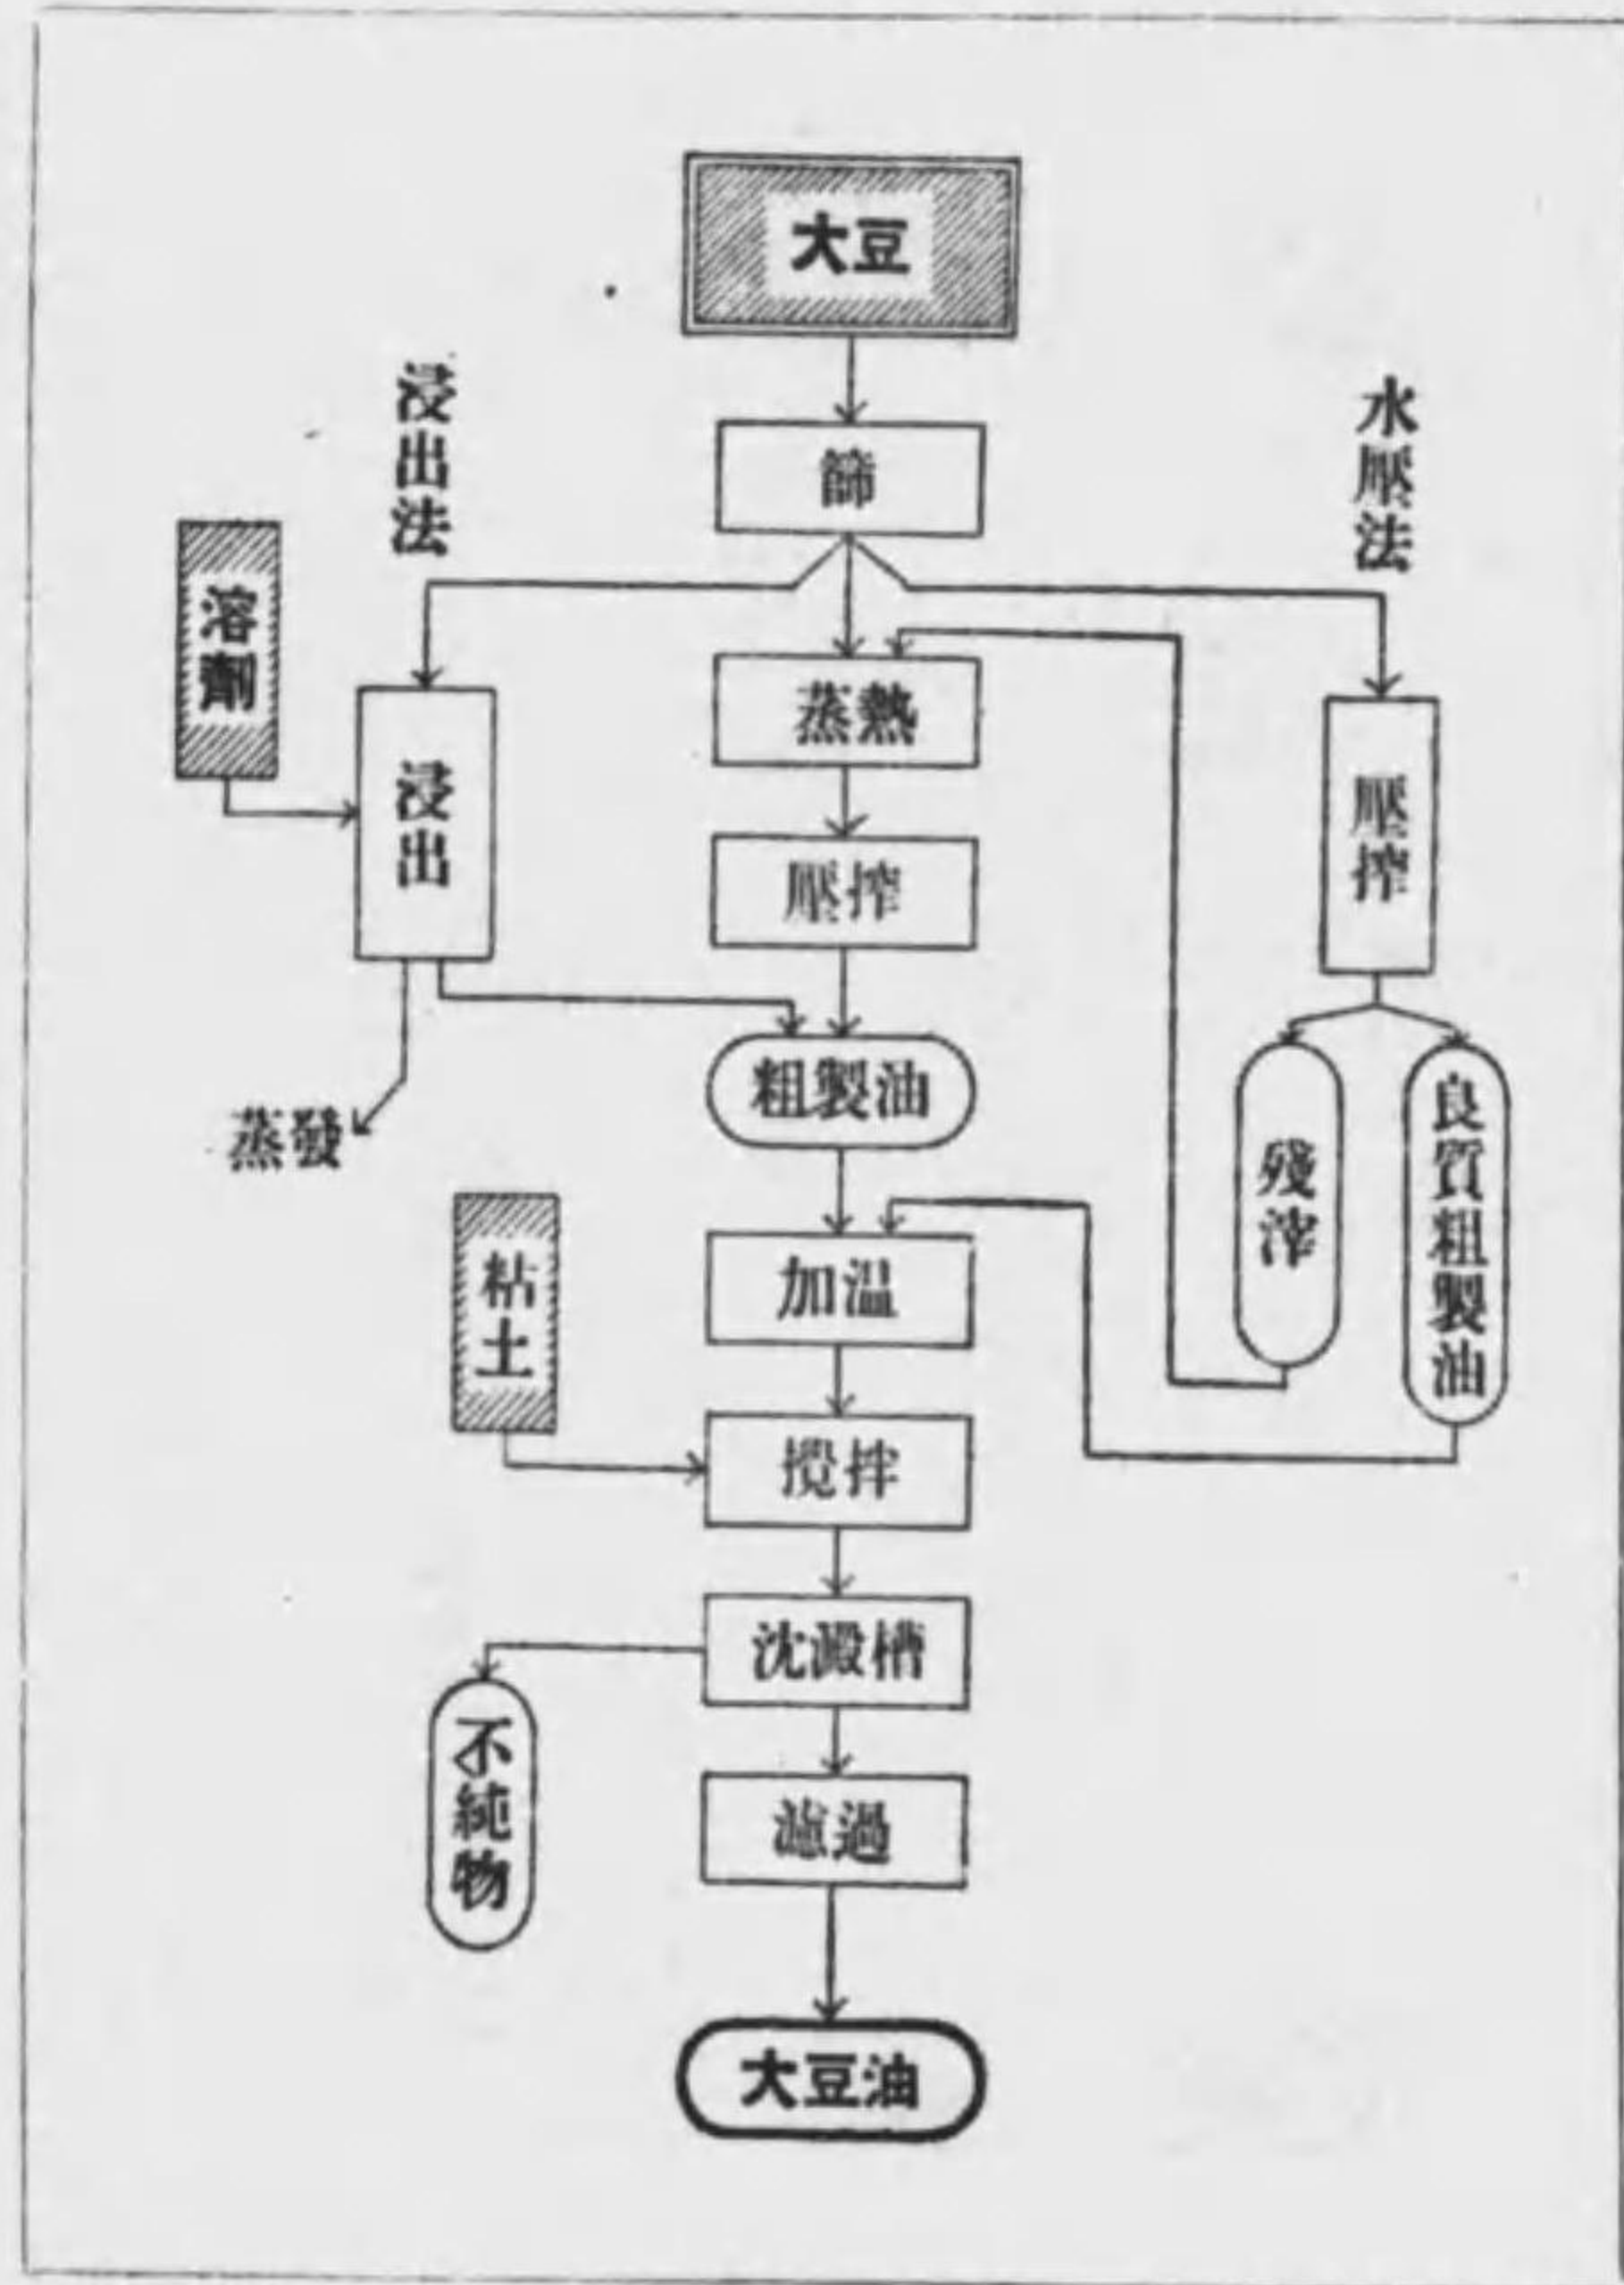 大豆
篩
水壓法
浸出法
溶劑
浸出
蒸熱
壓搾
壓搾
粗製油
蒸發
殘滓
良質粗製油
加温
粘土
攪拌
沈澱槽
不純物
濾過
大豆油